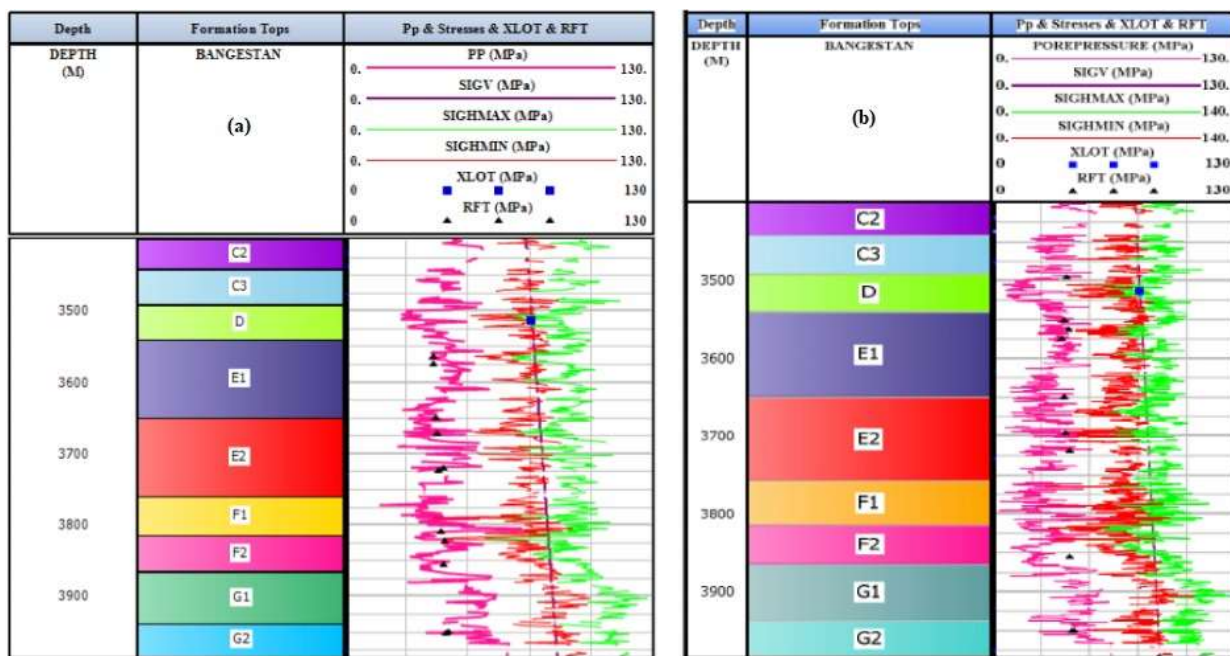 Depth Formation Tops Pp & Stresses & XLOT & RFT
DEPTH (M) BANGESTAN
(a)
PP (MPa)
0. 130.
SIGV (MPa)
0. 130.
SIGHMAX (MPa)
0. 130.
SIGHMIN (MPa)
0. 130.
XLOT (MPa)
0 130
RFT (MPa)
0 130
C2
C3
3500
D
3600
E1
3700
E2
3800
F1
F2
3900
G1
G2
Depth Formation Tops Pp & Stresses & XLOT & RFT
DEPTH (M) BANGESTAN
(b)
POREPRESSURE (MPa)
0. 130.
SIGV (MPa)
0. 130.
SIGHMAX (MPa)
0. 140.
SIGHMIN (MPa)
0. 140.
XLOT (MPa)
0 130
RFT (MPa)
0 130
C2
C3
3500
D
3600
E1
3700
E2
3800
F1
F2
3900
G1
G2